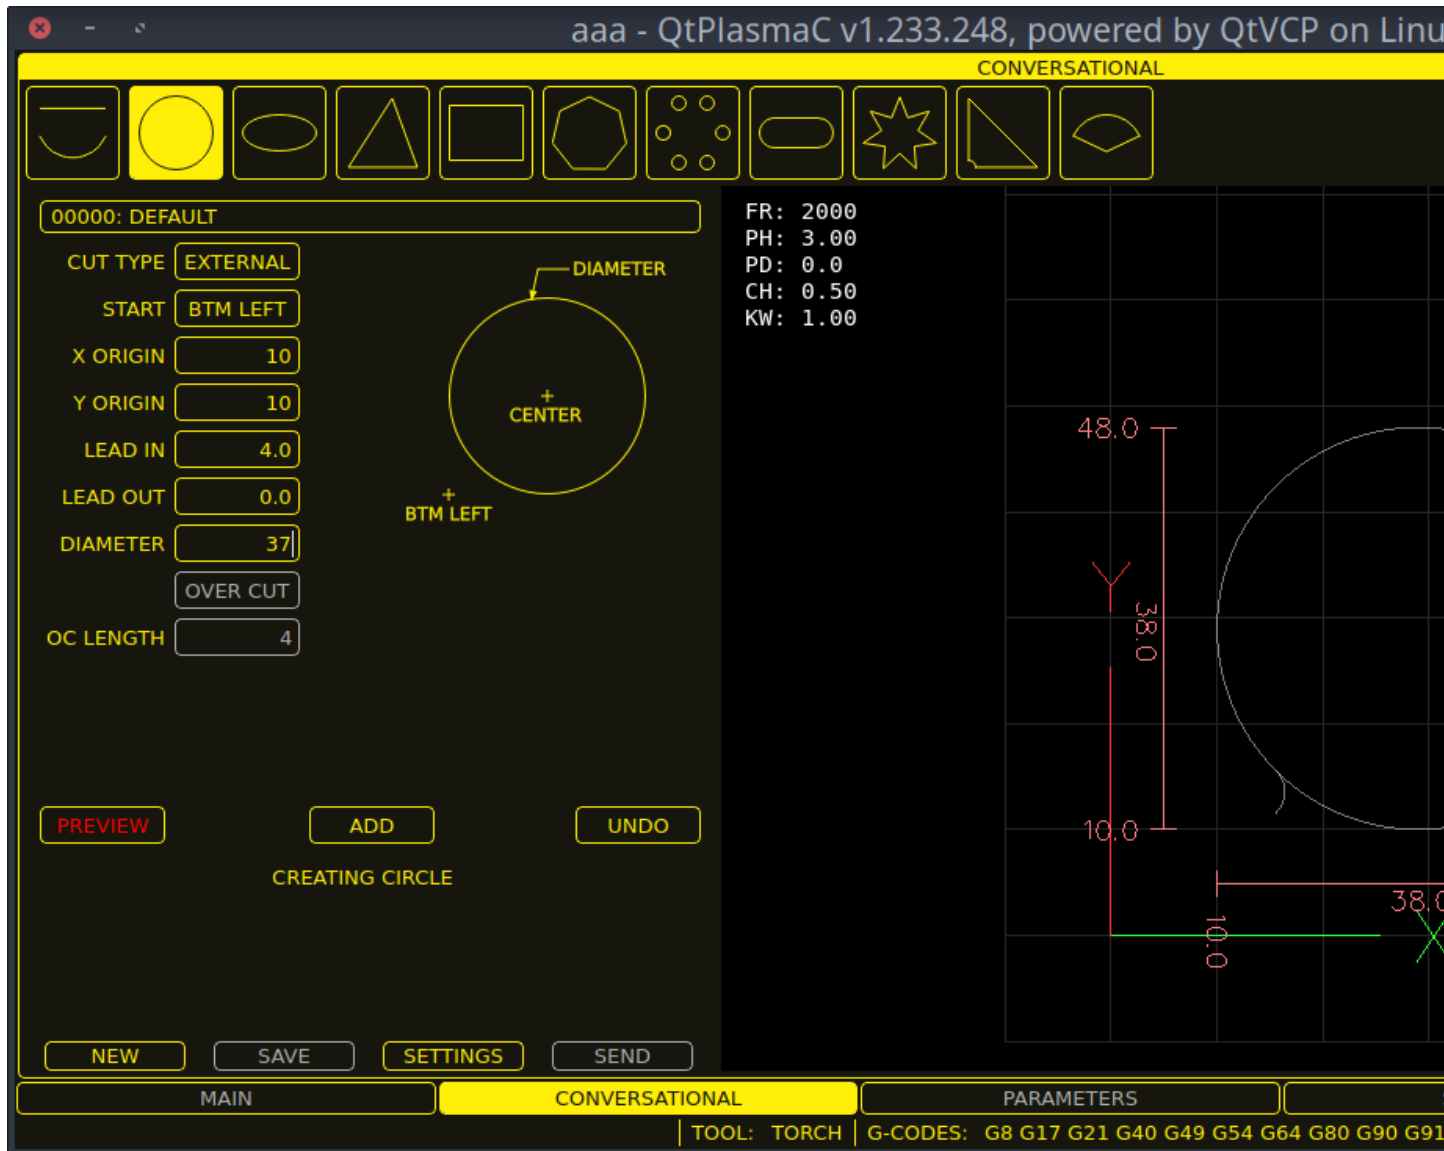 aaa - QtPlasmaC v1.233.248, powered by QtVCP on Linu
CONVERSATIONAL
00000: DEFAULT
CUT TYPE EXTERNAL
START BTM LEFT
X ORIGIN 10
Y ORIGIN 10
LEAD IN 4.0
LEAD OUT 0.0
DIAMETER 37
OVER CUT
OC LENGTH 4
DIAMETER
CENTER
BTM LEFT
PREVIEW ADD UNDO
CREATING CIRCLE
NEW SAVE SETTINGS SEND
FR: 2000
PH: 3.00
PD: 0.0
CH: 0.50
KW: 1.00
48.0
Y
38.0
10.0
38.0
10.0
X
MAIN CONVERSATIONAL PARAMETERS
TOOL: TORCH G-CODES: G8 G17 G21 G40 G49 G54 G64 G80 G90 G91